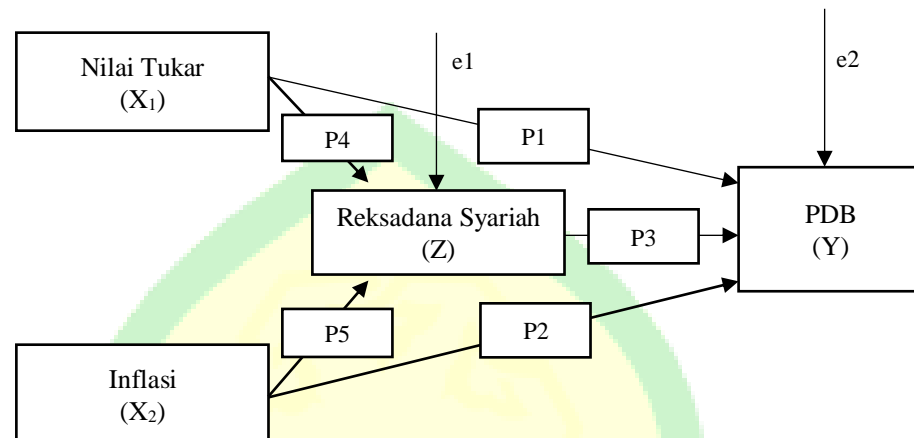 Nilai Tukar
(X₁)
e1
e2
P4
P1
Reksadana Syariah
(Z)
P3
PDB
(Y)
P5
P2
Inflasi
(X₂)